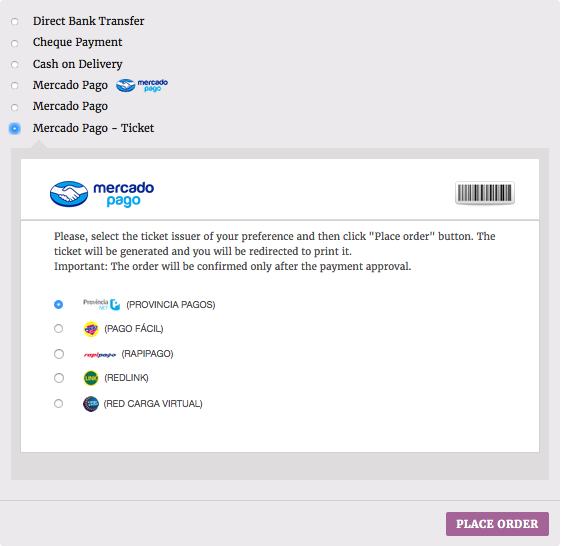 Direct Bank Transfer
Cheque Payment
Cash on Delivery
Mercado Pago mercado pago
Mercado Pago
Mercado Pago - Ticket
mercado
pago
Please, select the ticket issuer of your preference and then click "Place order" button. The
ticket will be generated and you will be redirected to print it.
Important: The order will be confirmed only after the payment approval.
Provincia NET (PROVINCIA PAGOS)
(PAGO FÁCIL)
rapipago (RAPIPAGO)
LINK (REDLINK)
(RED CARGA VIRTUAL)
PLACE ORDER